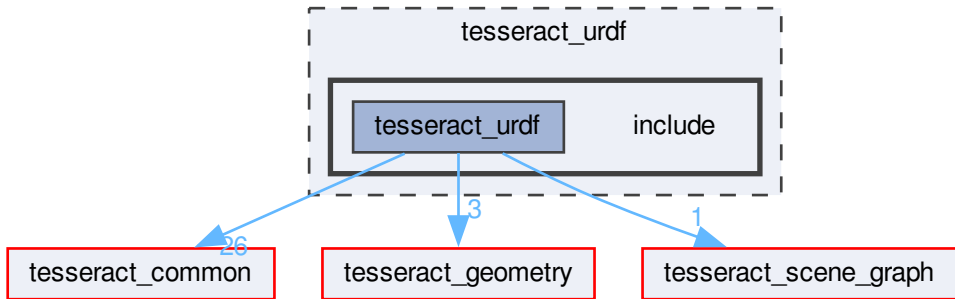 tesseract_urdf
tesseract_urdf
include
26
3
1
tesseract_common
tesseract_geometry
tesseract_scene_graph